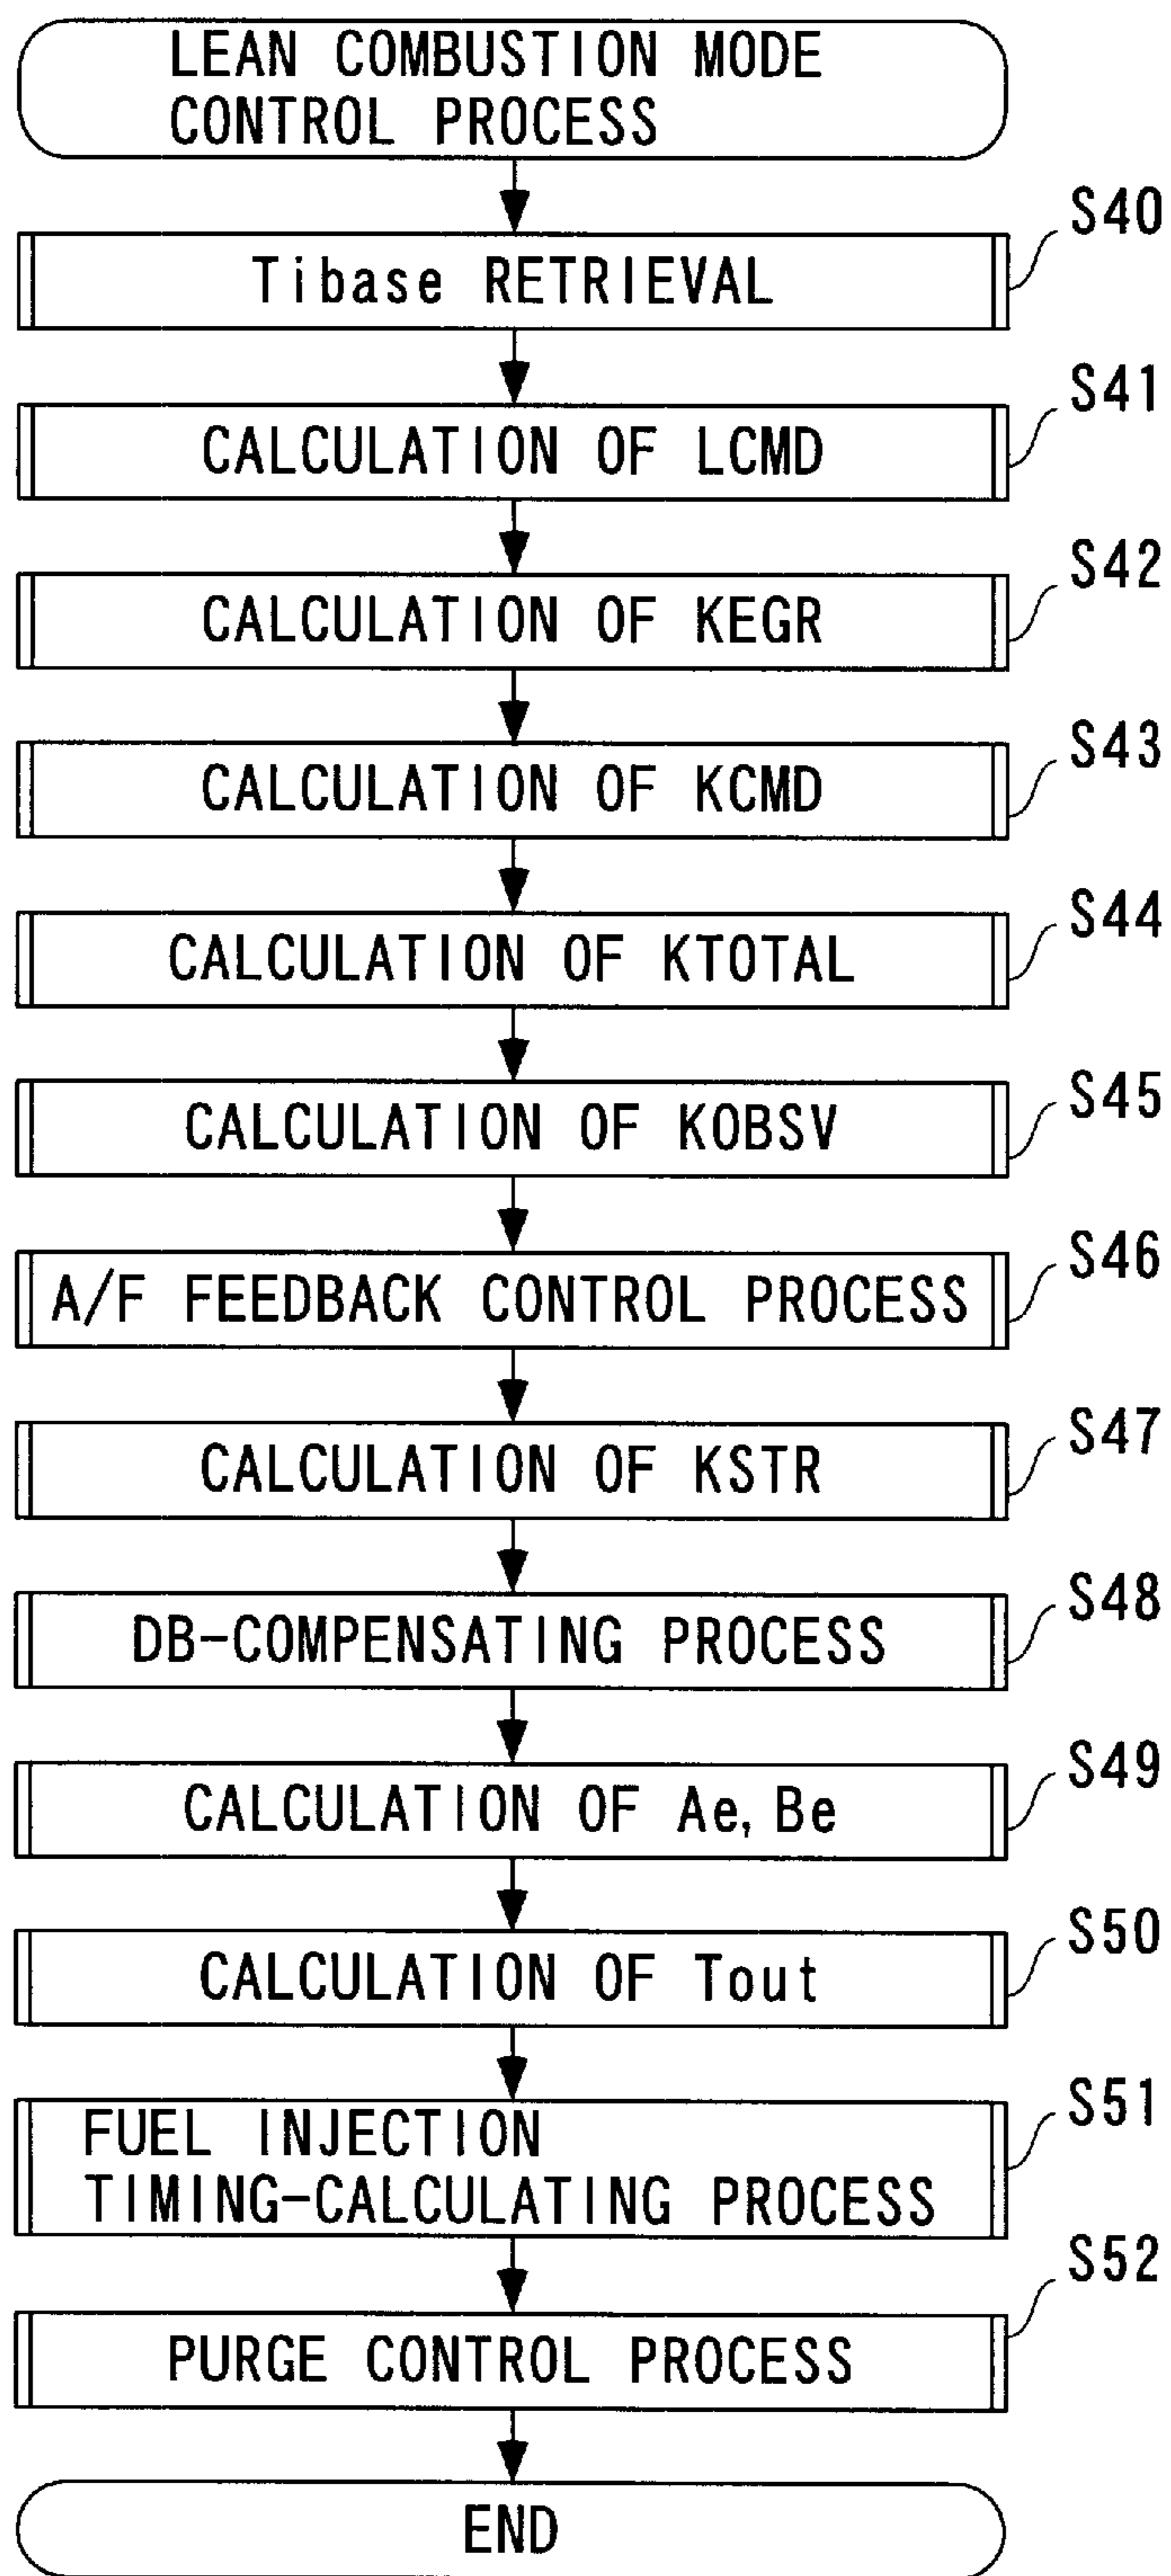 LEAN COMBUSTION MODE
CONTROL PROCESS
S40
Tibase RETRIEVAL
S41
CALCULATION OF LCMD
S42
CALCULATION OF KEGR
S43
CALCULATION OF KCMD
S44
CALCULATION OF KTOTAL
S45
CALCULATION OF KOBSV
S46
A/F FEEDBACK CONTROL PROCESS
S47
CALCULATION OF KSTR
S48
DB-COMPENSATING PROCESS
S49
CALCULATION OF Ae, Be
S50
CALCULATION OF Tout
S51
FUEL INJECTION
TIMING-CALCULATING PROCESS
S52
PURGE CONTROL PROCESS
END